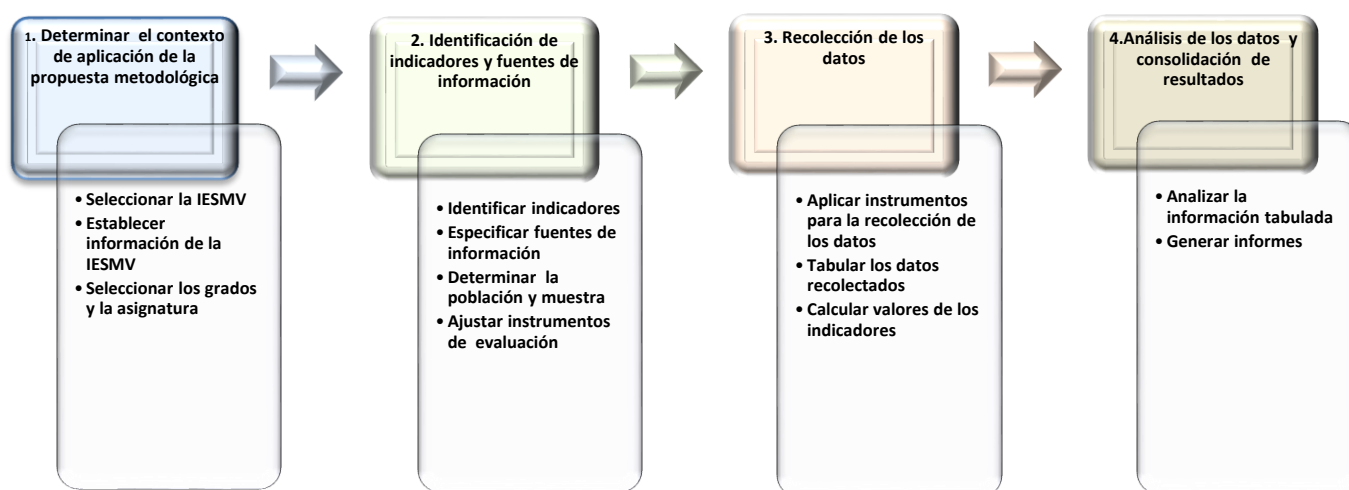 1. Determinar el contexto
de aplicación de la
propuesta metodológica
• Seleccionar la IESMV
• Establecer
información de la
IESMV
• Seleccionar los grados
y la asignatura
2. Identificación de
indicadores y fuentes de
información
• Identificar indicadores
• Especificar fuentes de
información
• Determinar la
población y muestra
• Ajustar instrumentos
de evaluación
3. Recolección de los
datos
• Aplicar instrumentos
para la recolección de
los datos
• Tabular los datos
recolectados
• Calcular valores de los
indicadores
4.Análisis de los datos y
consolidación de
resultados
• Analizar la
información tabulada
• Generar informes